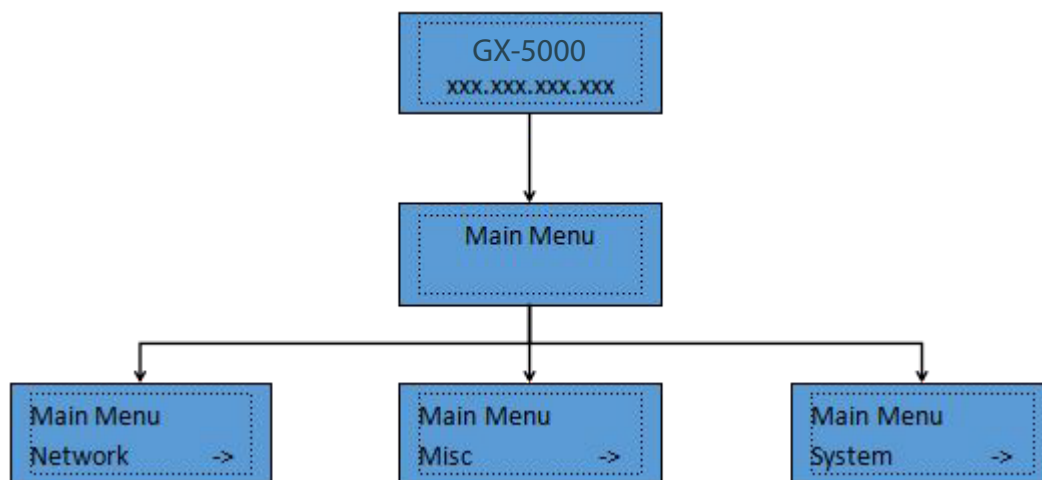 GX-5000
xxx.xxx.xxx.xxx
Main Menu
Main Menu
Network ->
Main Menu
Misc ->
Main Menu
System ->